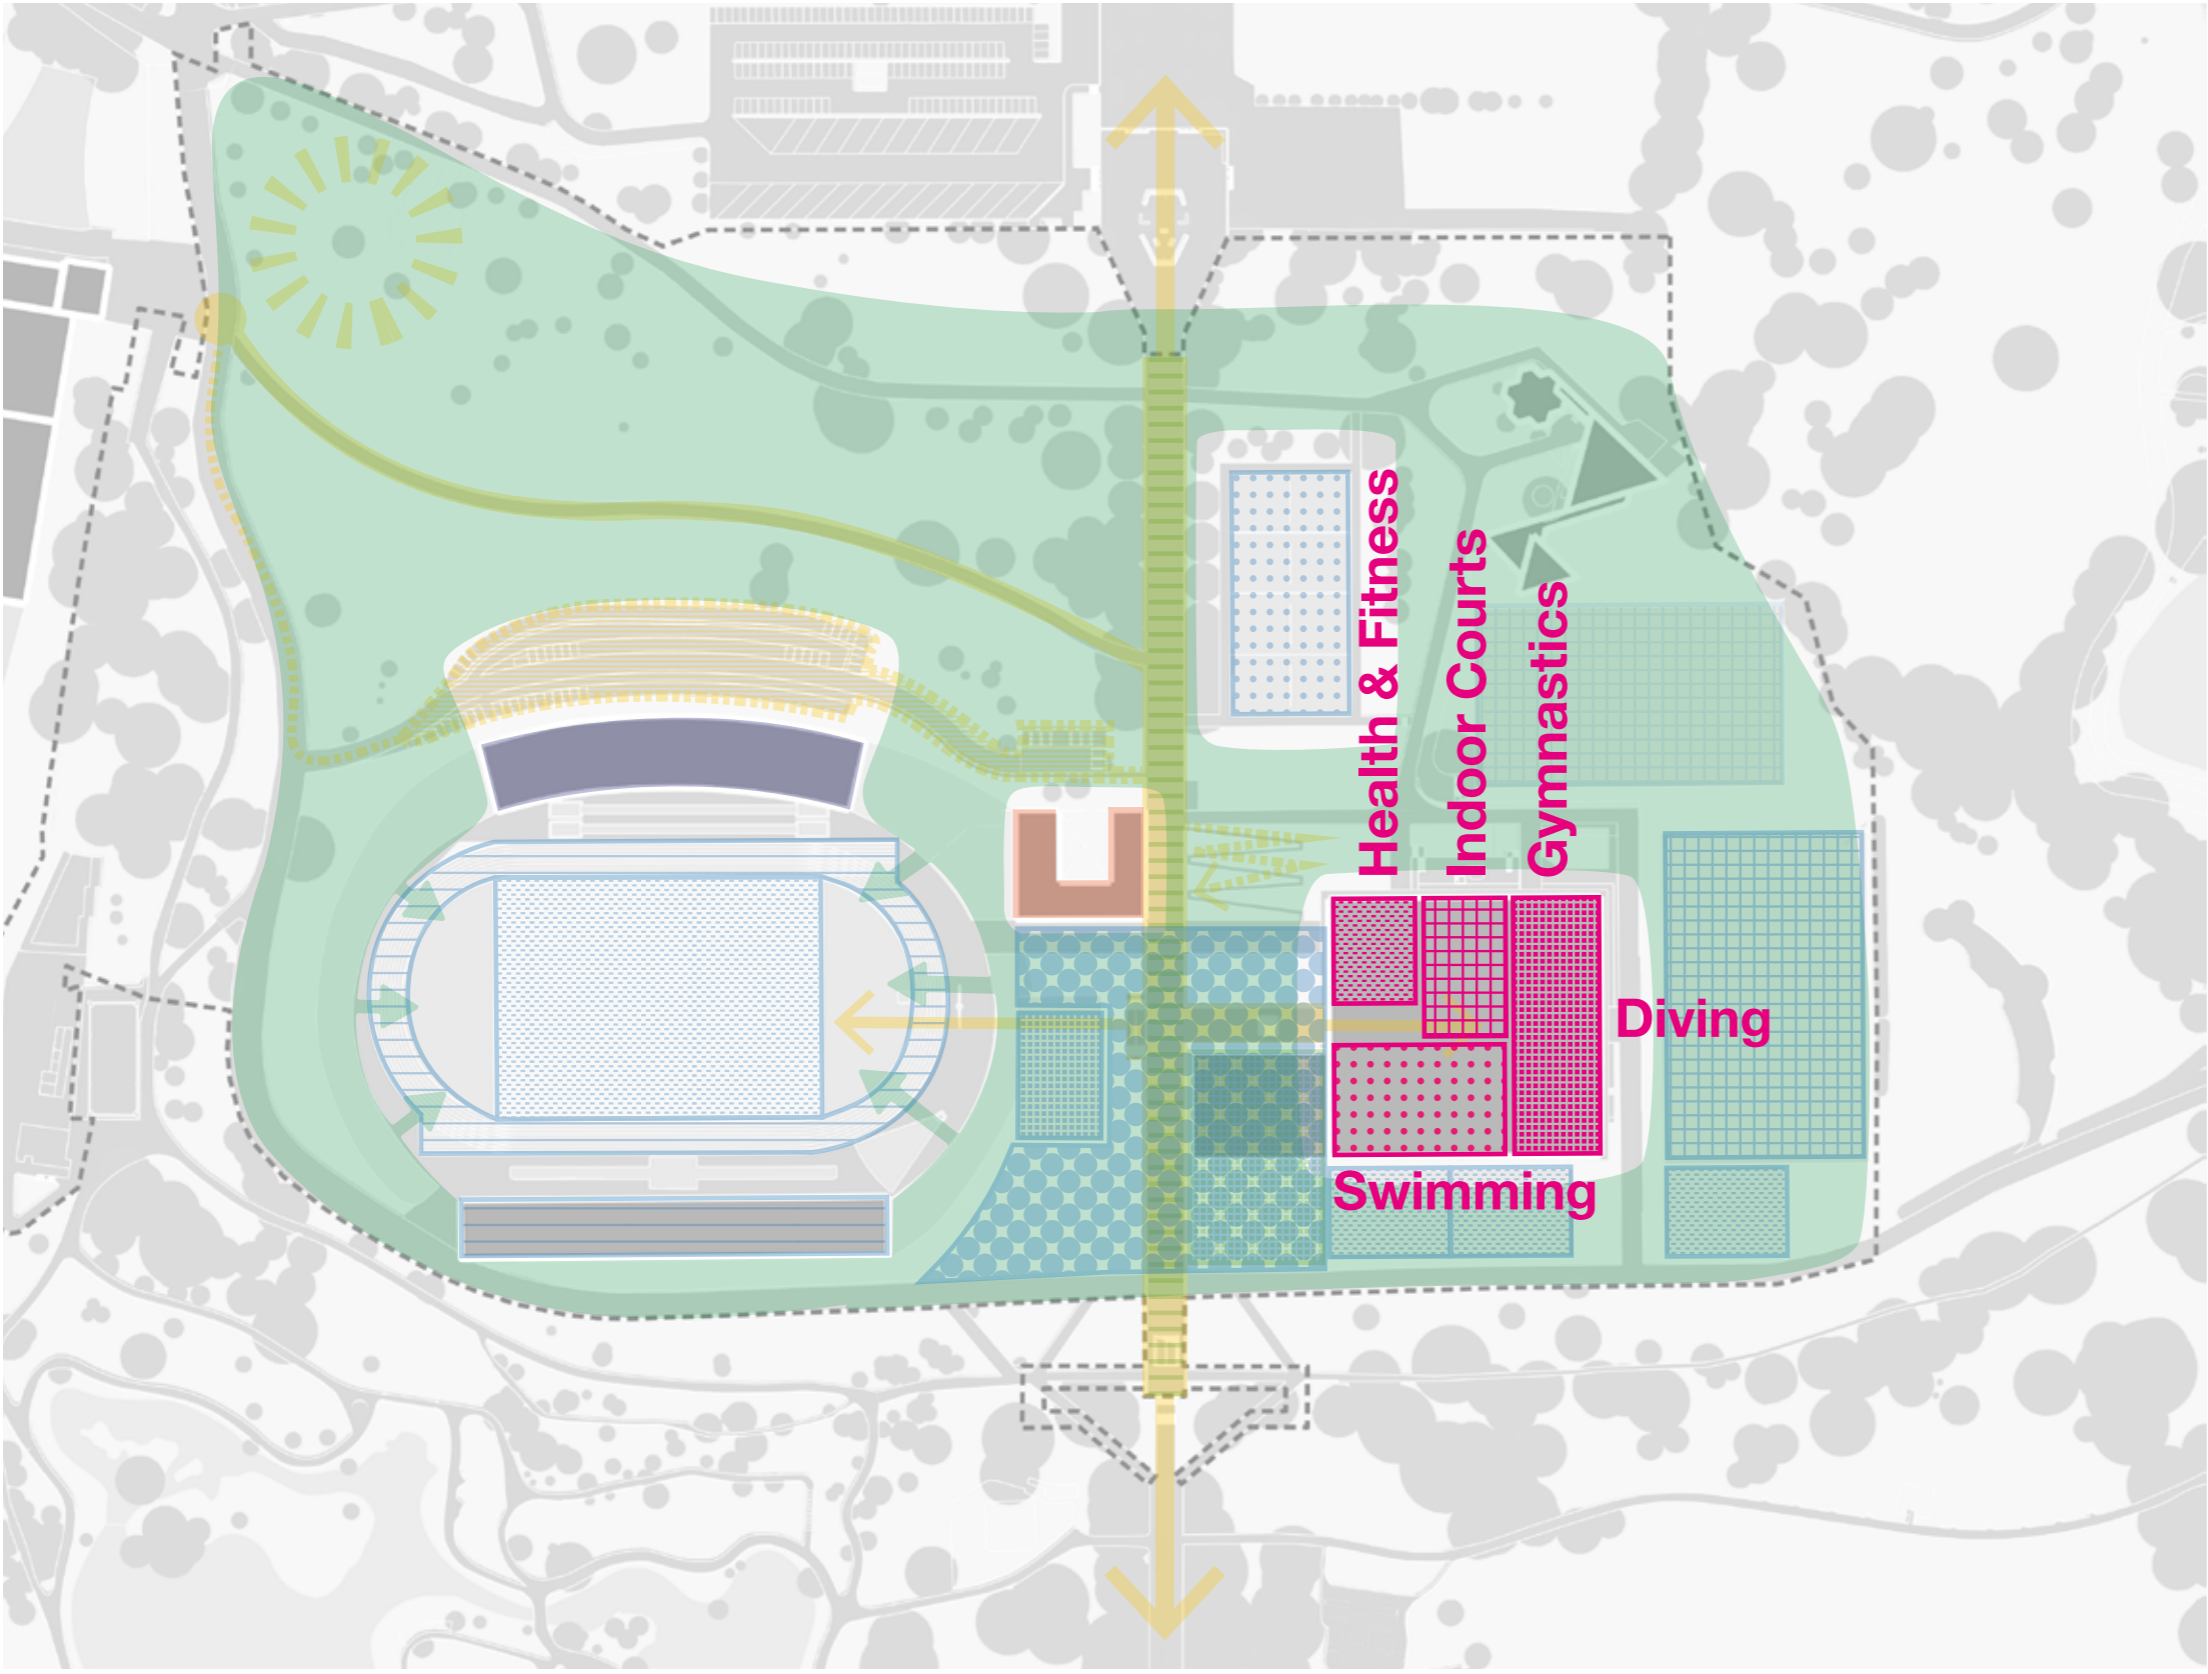 Health & Fitness
Indoor Courts
Gymnastics
Diving
Swimming